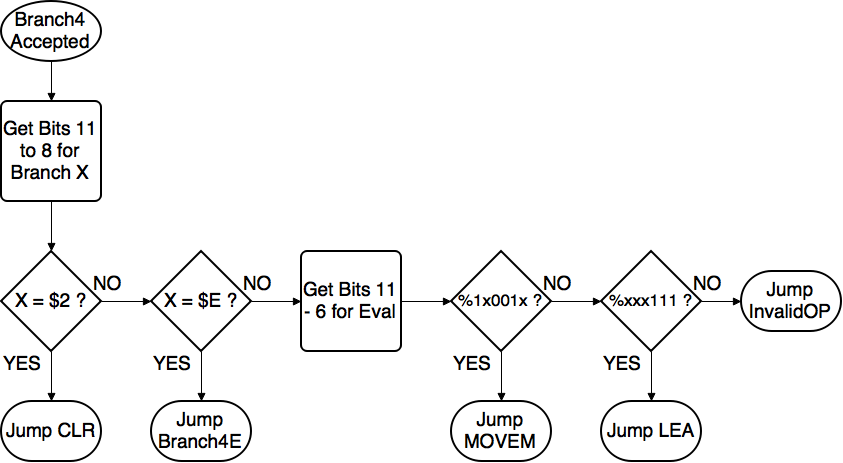 Branch4
Accepted
Get Bits 11
to 8 for
Branch X
X = $2 ?
NO
YES
Jump CLR
X = $E ?
NO
YES
Jump
Branch4E
Get Bits 11
- 6 for Eval
%1x001x ?
NO
YES
Jump
MOVEM
%xxx111 ?
NO
YES
Jump LEA
Jump
InvalidOP